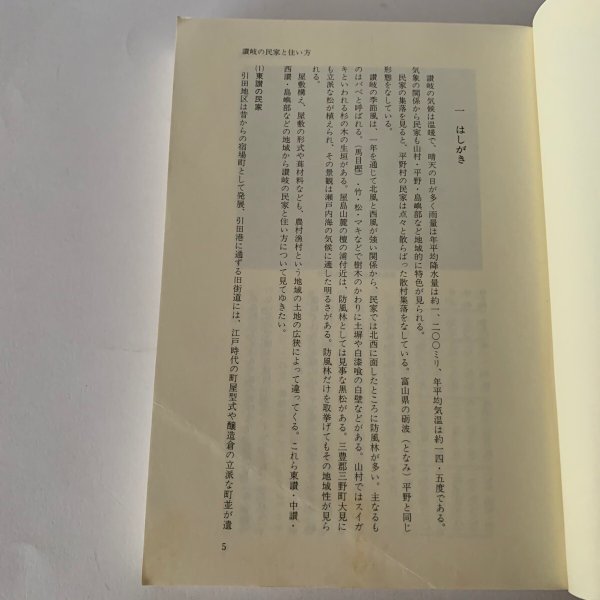 讃岐の民家と住い方
一　はしがき
讃岐の気候は温暖で、晴天の日が多く雨量は年平均降水量は約一、二〇〇ミリ、年平均気温は約一四・五度である。
気象の関係から民家も山村・平野・島嶼部など地域的に特色が見られる。
民家の集落を見ると、平野村の民家は点々と散らばった散村集落をなしている。富山県の砺波（となみ）平野と同じ
形態をなしている。
讃岐の季節風は、一年を通じて北風と西風が強い関係から、民家では北西に面したところに防風林が多い。主なるも
のはバベと呼ばれる。（馬目樫）・竹・松・マキなどで樹木のかわりに土塀や白漆喰の白壁などがある。山村ではスイガ
キといわれる杉の木の生垣がある。屋島山麓の檀の浦付近は、防風林としては見事な黒松がある。三豊郡三野町大見に
も立派な松が植えられ、その景観は瀬戸内海の気候に適した明るさがある。防風林だけを取挙げてもその地域性が見ら
れる。
屋敷構え、屋敷の形式や葺材料なども、農村漁村という地域の土地の広狭によって違ってくる。これら東讃・中讃・
西讃・島嶼部などの地域から讃岐の民家と住い方について見てゆきたい。
(1)東讃の民家
引田地区は昔からの宿場町として発展、引田港に通ずる旧街道には、江戸時代の町屋型式や醸造倉の立派な町並が遺
5